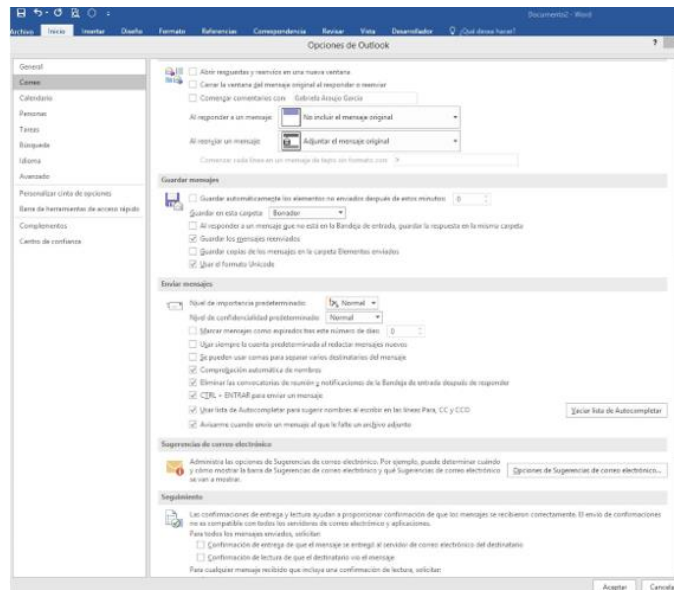 Documento2 - Word
Archivo Inicio Insertar Diseño Formato Referencias Correspondencia Revisar Vista Desarrollador ¿Qué desea hacer?
Opciones de Outlook ?
General
Correo
Calendario
Personas
Tareas
Búsqueda
Idioma
Avanzado
Personalizar cinta de opciones
Barra de herramientas de acceso rápido
Complementos
Centro de confianza
Abrir respuestas y reenvíos en una nueva ventana
Cerrar la ventana del mensaje original al responder o reenviar
Comenzar comentarios con: Gabriela Araujo García
Al responder a un mensaje: No incluir el mensaje original
Al reenviar un mensaje: Adjuntar el mensaje original
Comenzar cada línea en un mensaje de texto sin formato con: >
Guardar mensajes
Guardar automáticamente los elementos no enviados después de estos minutos: 0
Guardar en esta carpeta: Borrador
Al responder a un mensaje que no está en la Bandeja de entrada, guardar la respuesta en la misma carpeta
Guardar los mensajes reenviados
Guardar copias de los mensajes en la carpeta Elementos enviados
Usar el formato Unicode
Enviar mensajes
Nivel de importancia predeterminado: Normal
Nivel de confidencialidad predeterminado: Normal
Marcar mensajes como expirados tras este número de días: 0
Usar siempre la cuenta predeterminada al redactar mensajes nuevos
Se pueden usar comas para separar varios destinatarios del mensaje
Comprobación automática de nombres
Eliminar las convocatorias de reunión y notificaciones de la Bandeja de entrada después de responder
CTRL + ENTRAR para enviar un mensaje
Usar lista de Autocompletar para sugerir nombres al escribir en las líneas Para, CC y CCO
Vaciar lista de Autocompletar
Avisarme cuando envío un mensaje al que le falte un archivo adjunto
Sugerencias de correo electrónico
Administra las opciones de Sugerencias de correo electrónico. Por ejemplo, puede determinar cuándo
y cómo mostrar la barra de Sugerencias de correo electrónico y qué Sugerencias de correo electrónico
se van a mostrar.
Opciones de Sugerencias de correo electrónico...
Seguimiento
Las confirmaciones de entrega y lectura ayudan a proporcionar confirmación de que los mensajes se recibieron correctamente. El envío de confirmaciones
no es compatible con todos los servidores de correo electrónico y aplicaciones.
Para todos los mensajes enviados, solicitar:
Confirmación de entrega de que el mensaje se entregó al servidor de correo electrónico del destinatario
Confirmación de lectura de que el destinatario vio el mensaje
Para cualquier mensaje recibido que incluya una confirmación de lectura, solicitar:
Aceptar Cancela